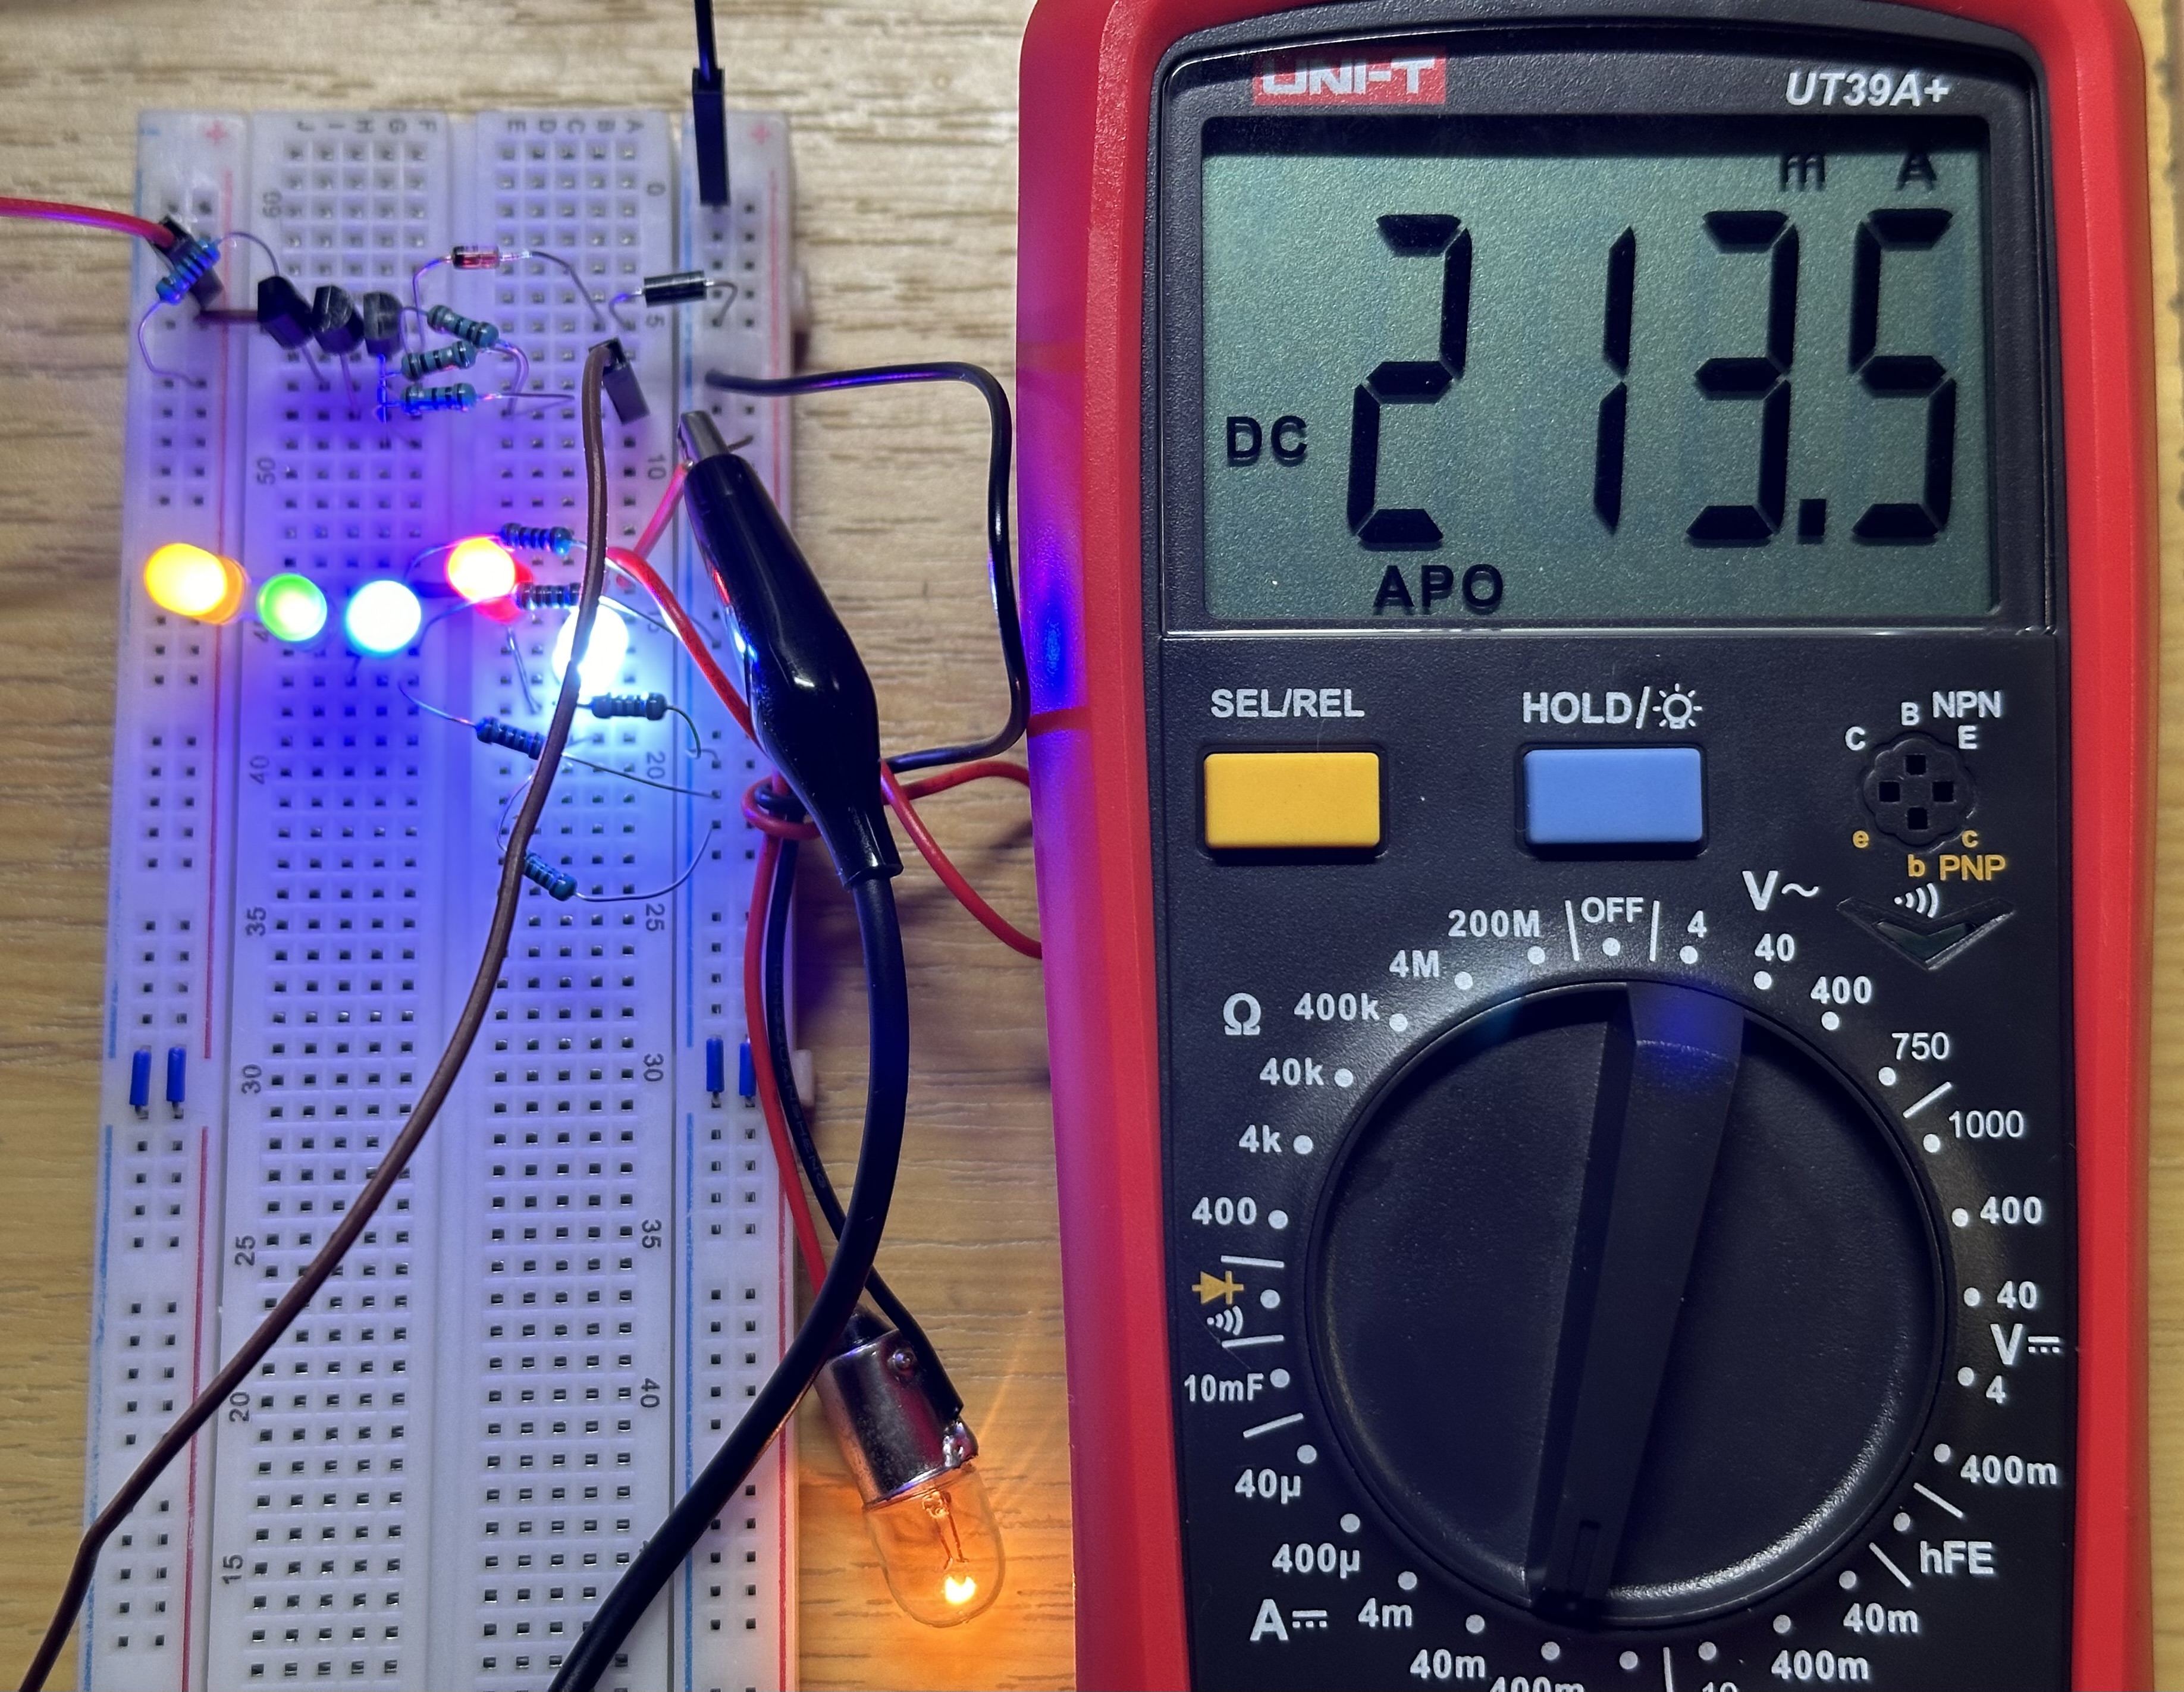 UNI-T
UT39A+
m A
DC
213.5
APO
SEL/REL
HOLD/
B NPN
C E
e c
b PNP
OFF
V~
4
40
400
750
1000
400
40
V
4
400m
hFE
40m
400m
10
200M
4M
400k
Ω
40k
4k
400
10mF
40µ
400µ
A
4m
40m
400m
+
J I H G F
E D C B A
+
60
50
40
35
30
25
20
15
0
5
10
20
25
30
35
40